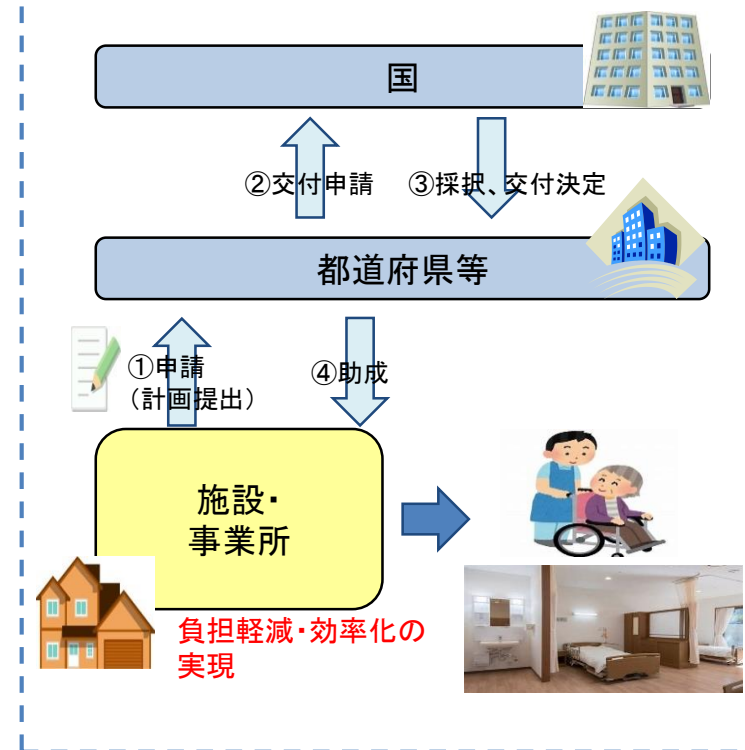 国
②交付申請
③採択、交付決定
都道府県等
①申請
（計画提出）
④助成
施設・
事業所
負担軽減・効率化の
実現